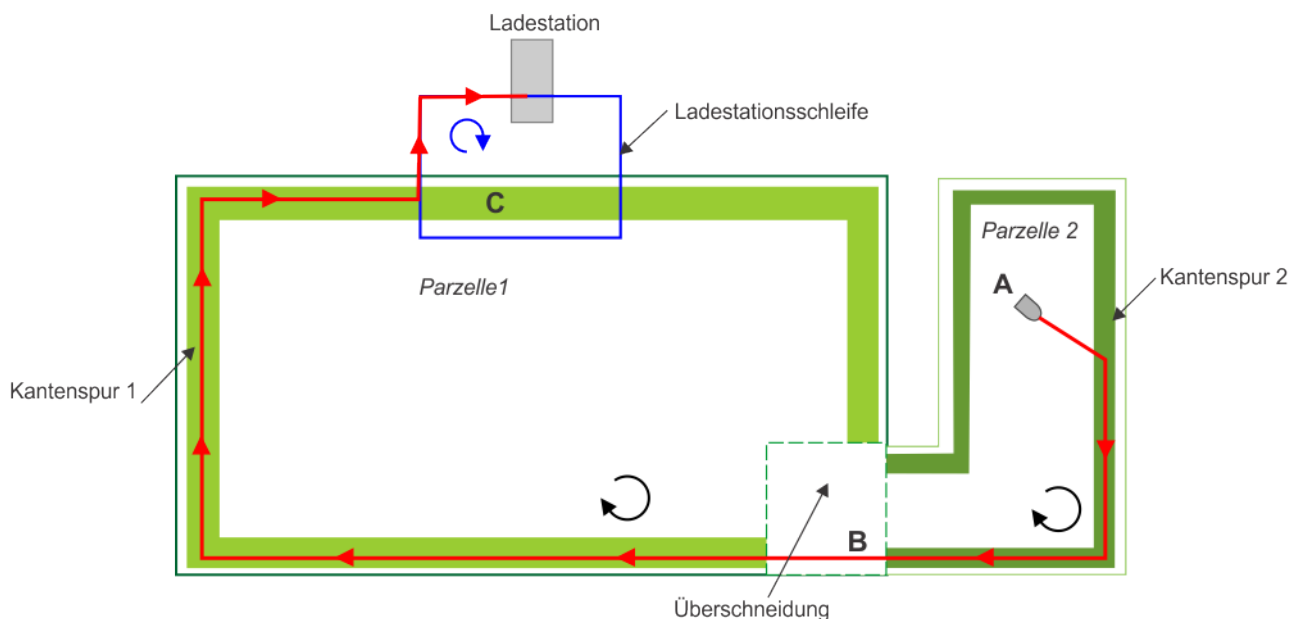 Ladestation
Ladestationsschleife
C
Parzelle 2
Parzelle1
A
Kantenspur 2
Kantenspur 1
B
Überschneidung